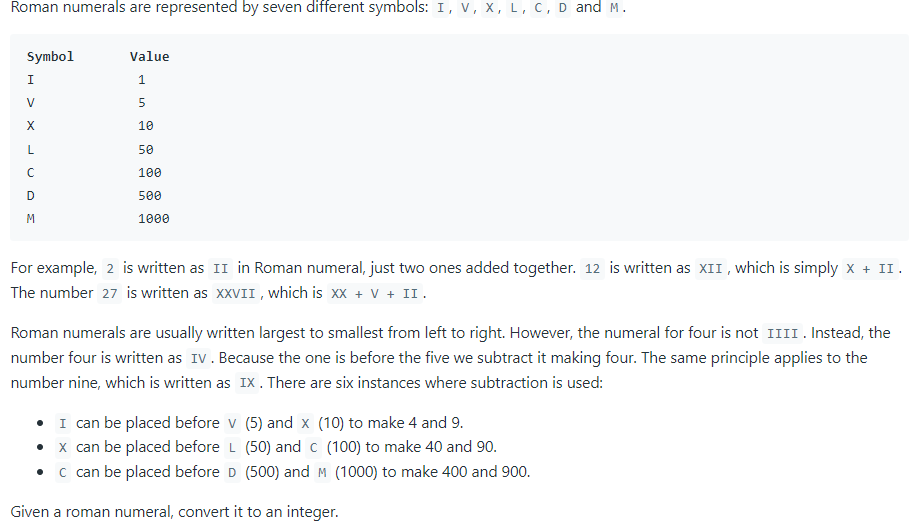 Roman numerals are represented by seven different symbols: I, V, X, L, C, D and M.
Symbol Value
I 1
V 5
X 10
L 50
C 100
D 500
M 1000
For example, 2 is written as II in Roman numeral, just two ones added together. 12 is written as XII, which is simply X + II.
The number 27 is written as XXVII, which is XX + V + II.
Roman numerals are usually written largest to smallest from left to right. However, the numeral for four is not IIII. Instead, the
number four is written as IV. Because the one is before the five we subtract it making four. The same principle applies to the
number nine, which is written as IX. There are six instances where subtraction is used:
• I can be placed before V (5) and X (10) to make 4 and 9.
• X can be placed before L (50) and C (100) to make 40 and 90.
• C can be placed before D (500) and M (1000) to make 400 and 900.
Given a roman numeral, convert it to an integer.